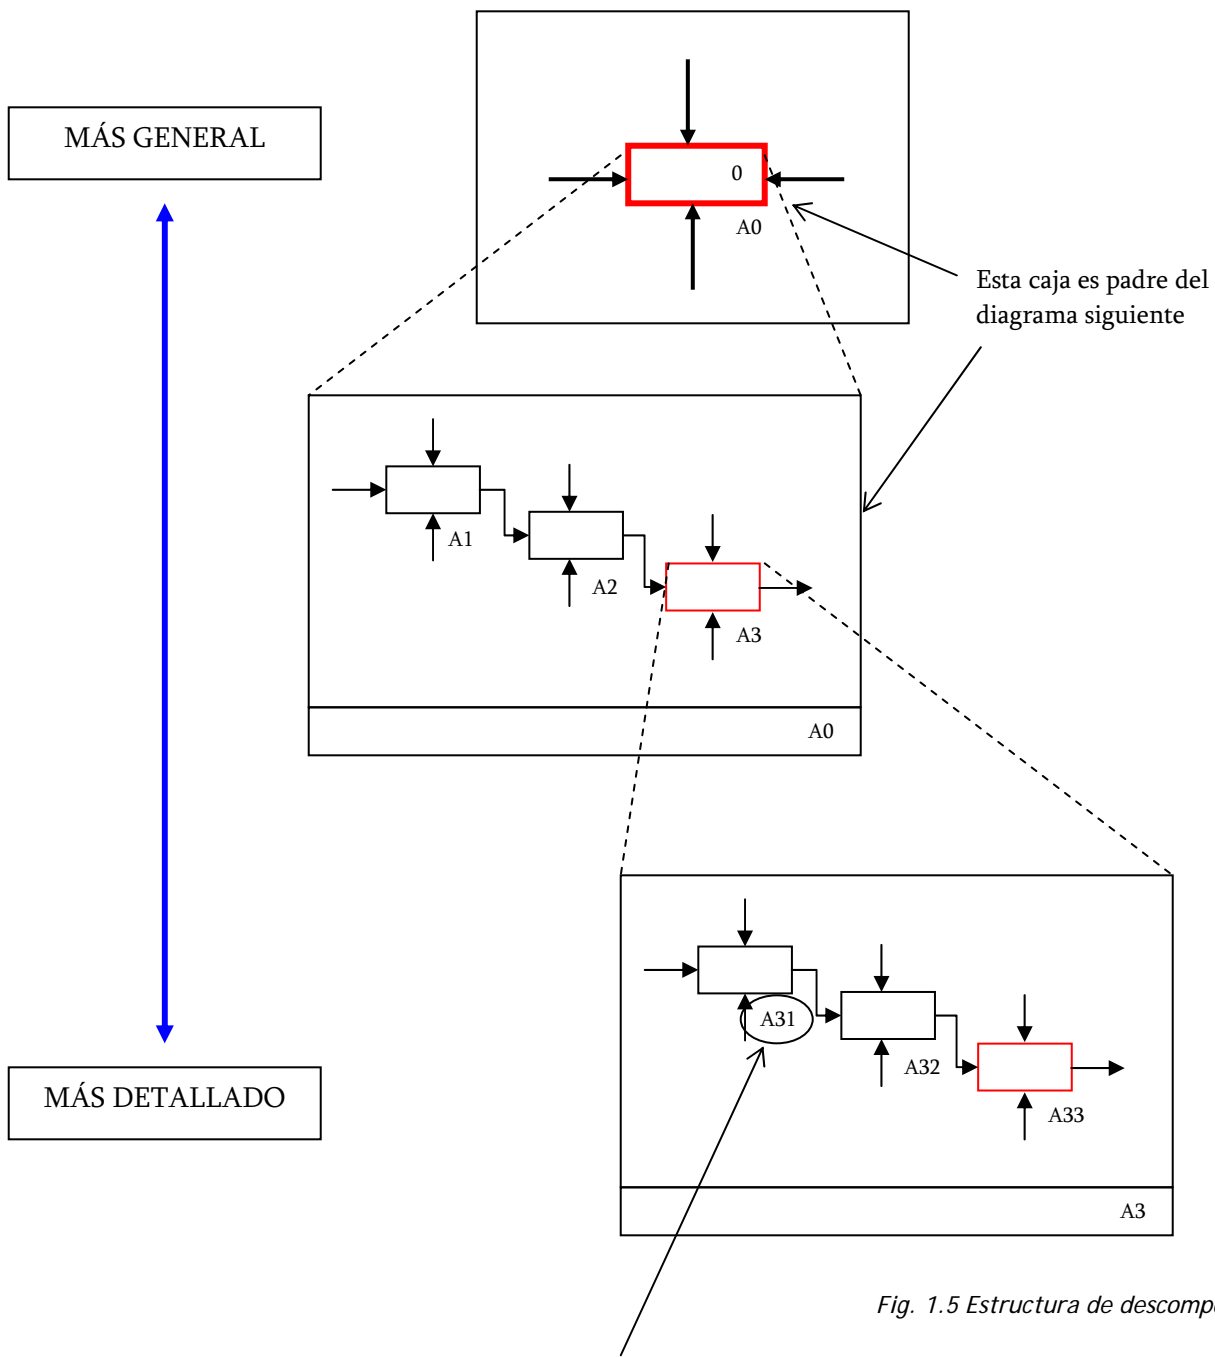 MÁS GENERAL
0
A0
Esta caja es padre del
diagrama siguiente
A1
A2
A3
A0
A31
A32
A33
MÁS DETALLADO
A3
Fig. 1.5 Estructura de